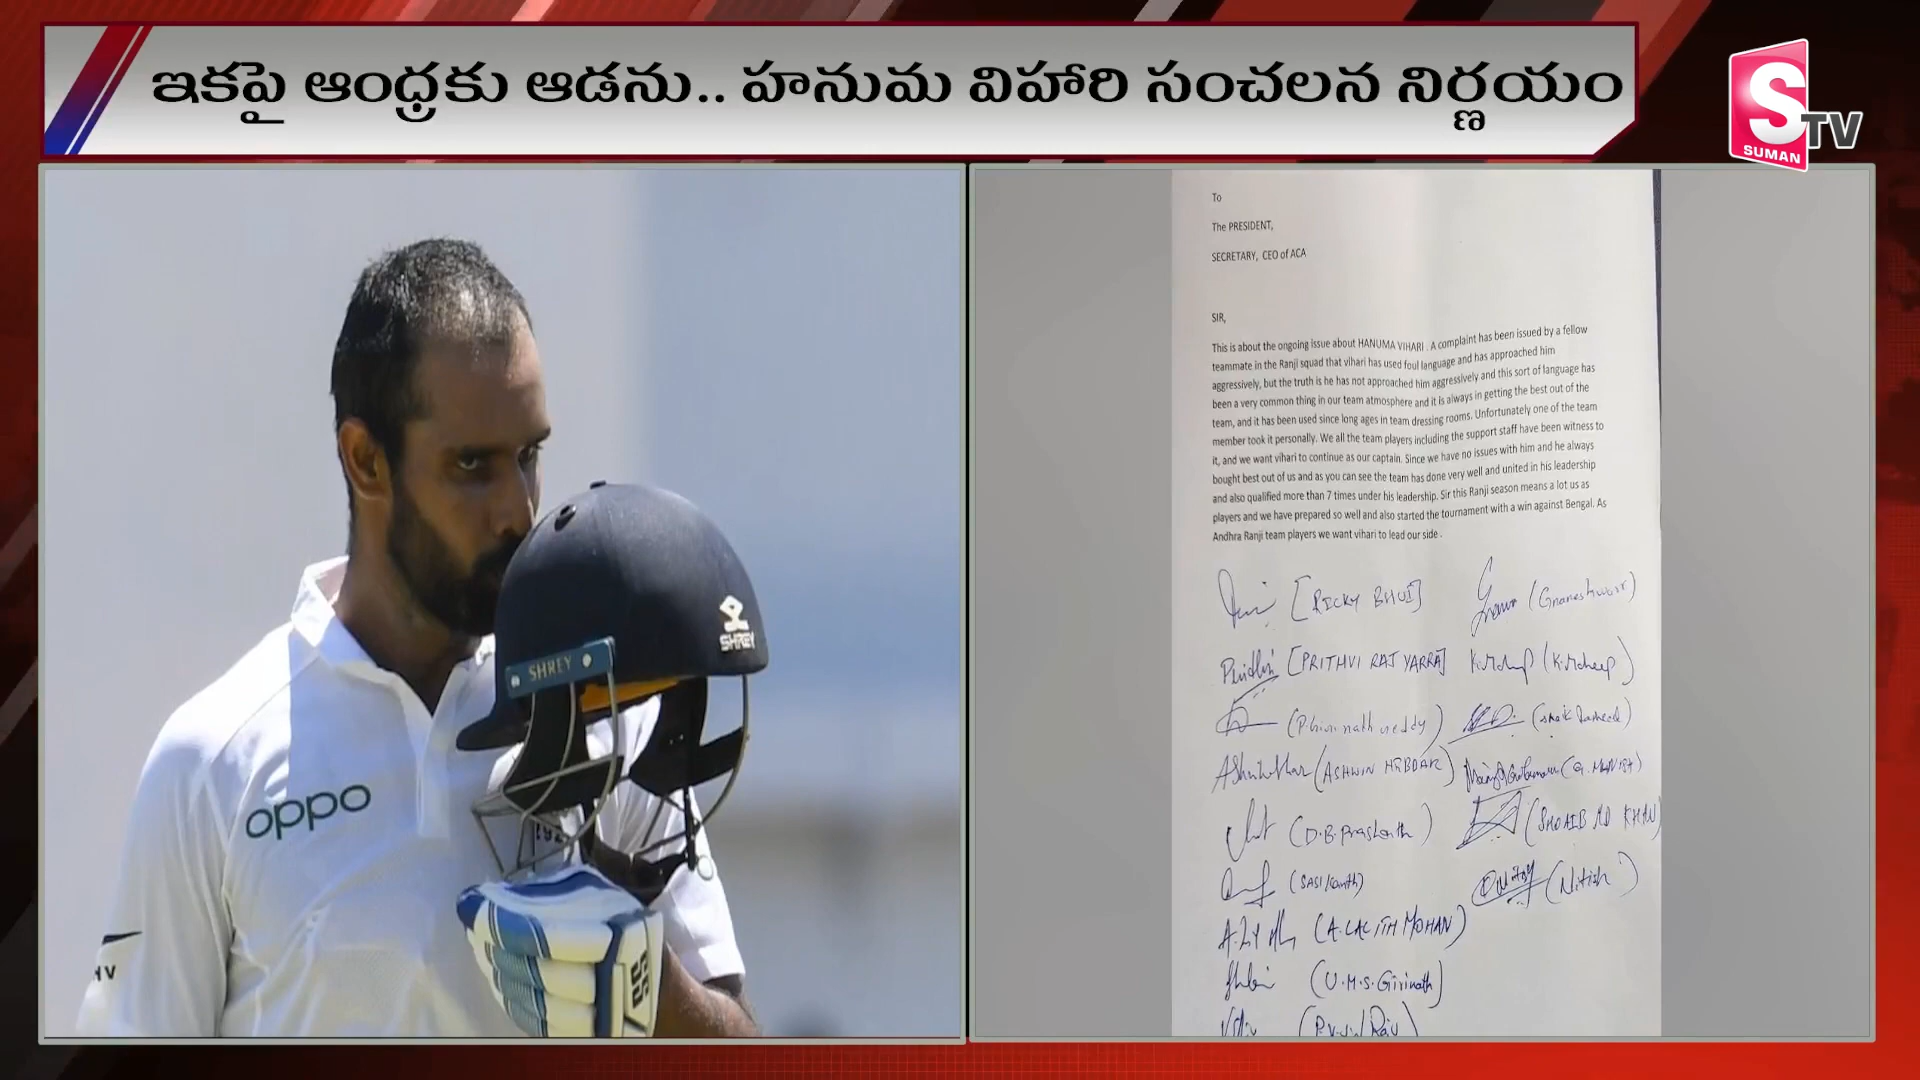 ఇకపై ఆంధ్రకు ఆడను.. హనుమ విహారి సంచలన నిర్ణయం
S TV
SUMAN
SHREY
SHREY
oppo
HV
SS
To
The PRESIDENT,
SECRETARY, CEO of ACA
SIR,
This is about the ongoing issue about HANUMA VIHARI . A complaint has been issued by a fellow
teammate in the Ranji squad that vihari has used foul language and has approached him
aggressively, but the truth is he has not approached him aggressively and this sort of language has
been a very common thing in our team atmosphere and it is always in getting the best out of the
team, and it has been used since long ages in team dressing rooms. Unfortunately one of the team
member took it personally. We all the team players including the support staff have been witness to
it, and we want vihari to continue as our captain. Since we have no issues with him and he always
bought best out of us and as you can see the team has done very well and united in his leadership
and also qualified more than 7 times under his leadership. Sir this Ranji season means a lot us as
players and we have prepared so well and also started the tournament with a win against Bengal. As
Andhra Ranji team players we want vihari to lead our side .
[RICKY BHUI] (Gnaneshwar)
[PRITHVI RAJ YARRA] (K.Mdheep)
reddy) (sheik Rasheed)
(ASHWIN HEBBAR)
(D.B.Prashanth) (SHOAIB MD KHAN)
(SASIkanth) (Nitish)
(A.LALITH MOHAN)
(U.M.S.Girinath)
Raju)